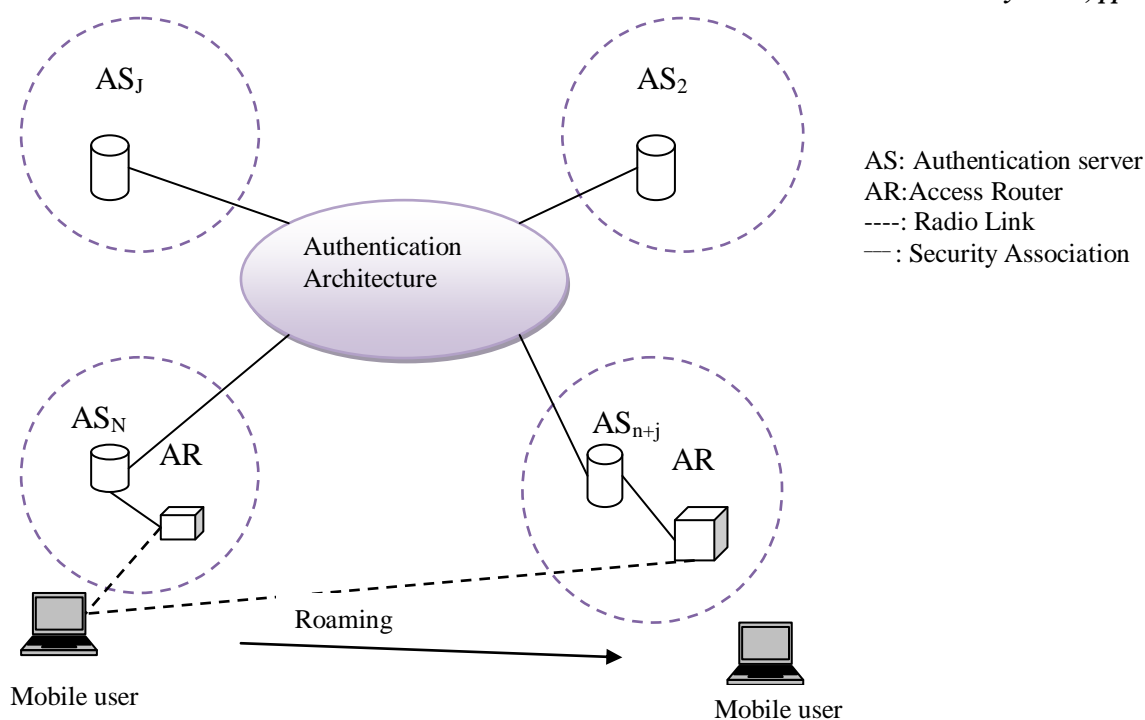 AS_J
AS_2
AS: Authentication server
AR:Access Router
----: Radio Link
—: Security Association
Authentication
Architecture
AS_N
AR
AS_n+j
AR
Roaming
Mobile user
Mobile user